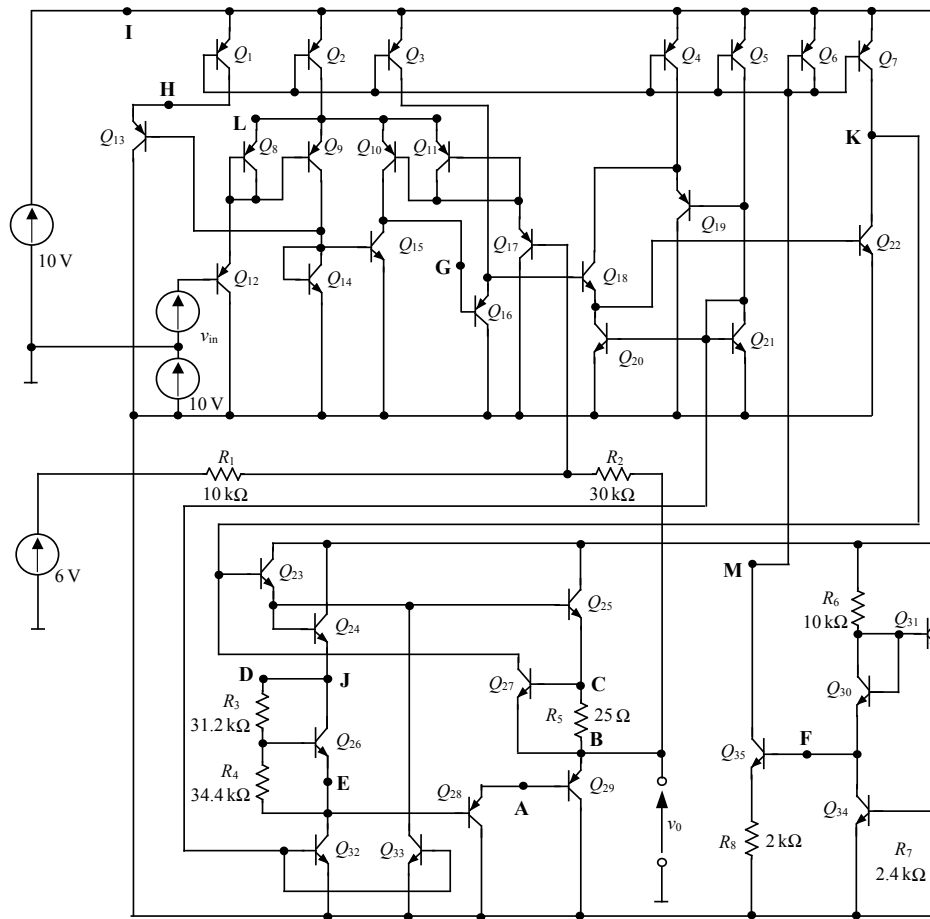 I
Q1
Q2
Q3
Q4
Q5
Q6
Q7
H
L
Q13
Q8
Q9
Q10
Q11
K
Q19
10 V
Q12
Q14
Q15
G
Q17
Q16
Q18
Q22
vin
Q20
Q21
10 V
R1
10 kΩ
R2
30 kΩ
6 V
Q23
M
Q24
Q25
R6
10 kΩ
Q31
D
J
Q27
C
Q30
R3
31.2 kΩ
R5
25 Ω
Q26
B
Q35
F
R4
34.4 kΩ
E
Q28
A
Q29
v0
Q34
Q32
Q33
R8
2 kΩ
R7
2.4 kΩ